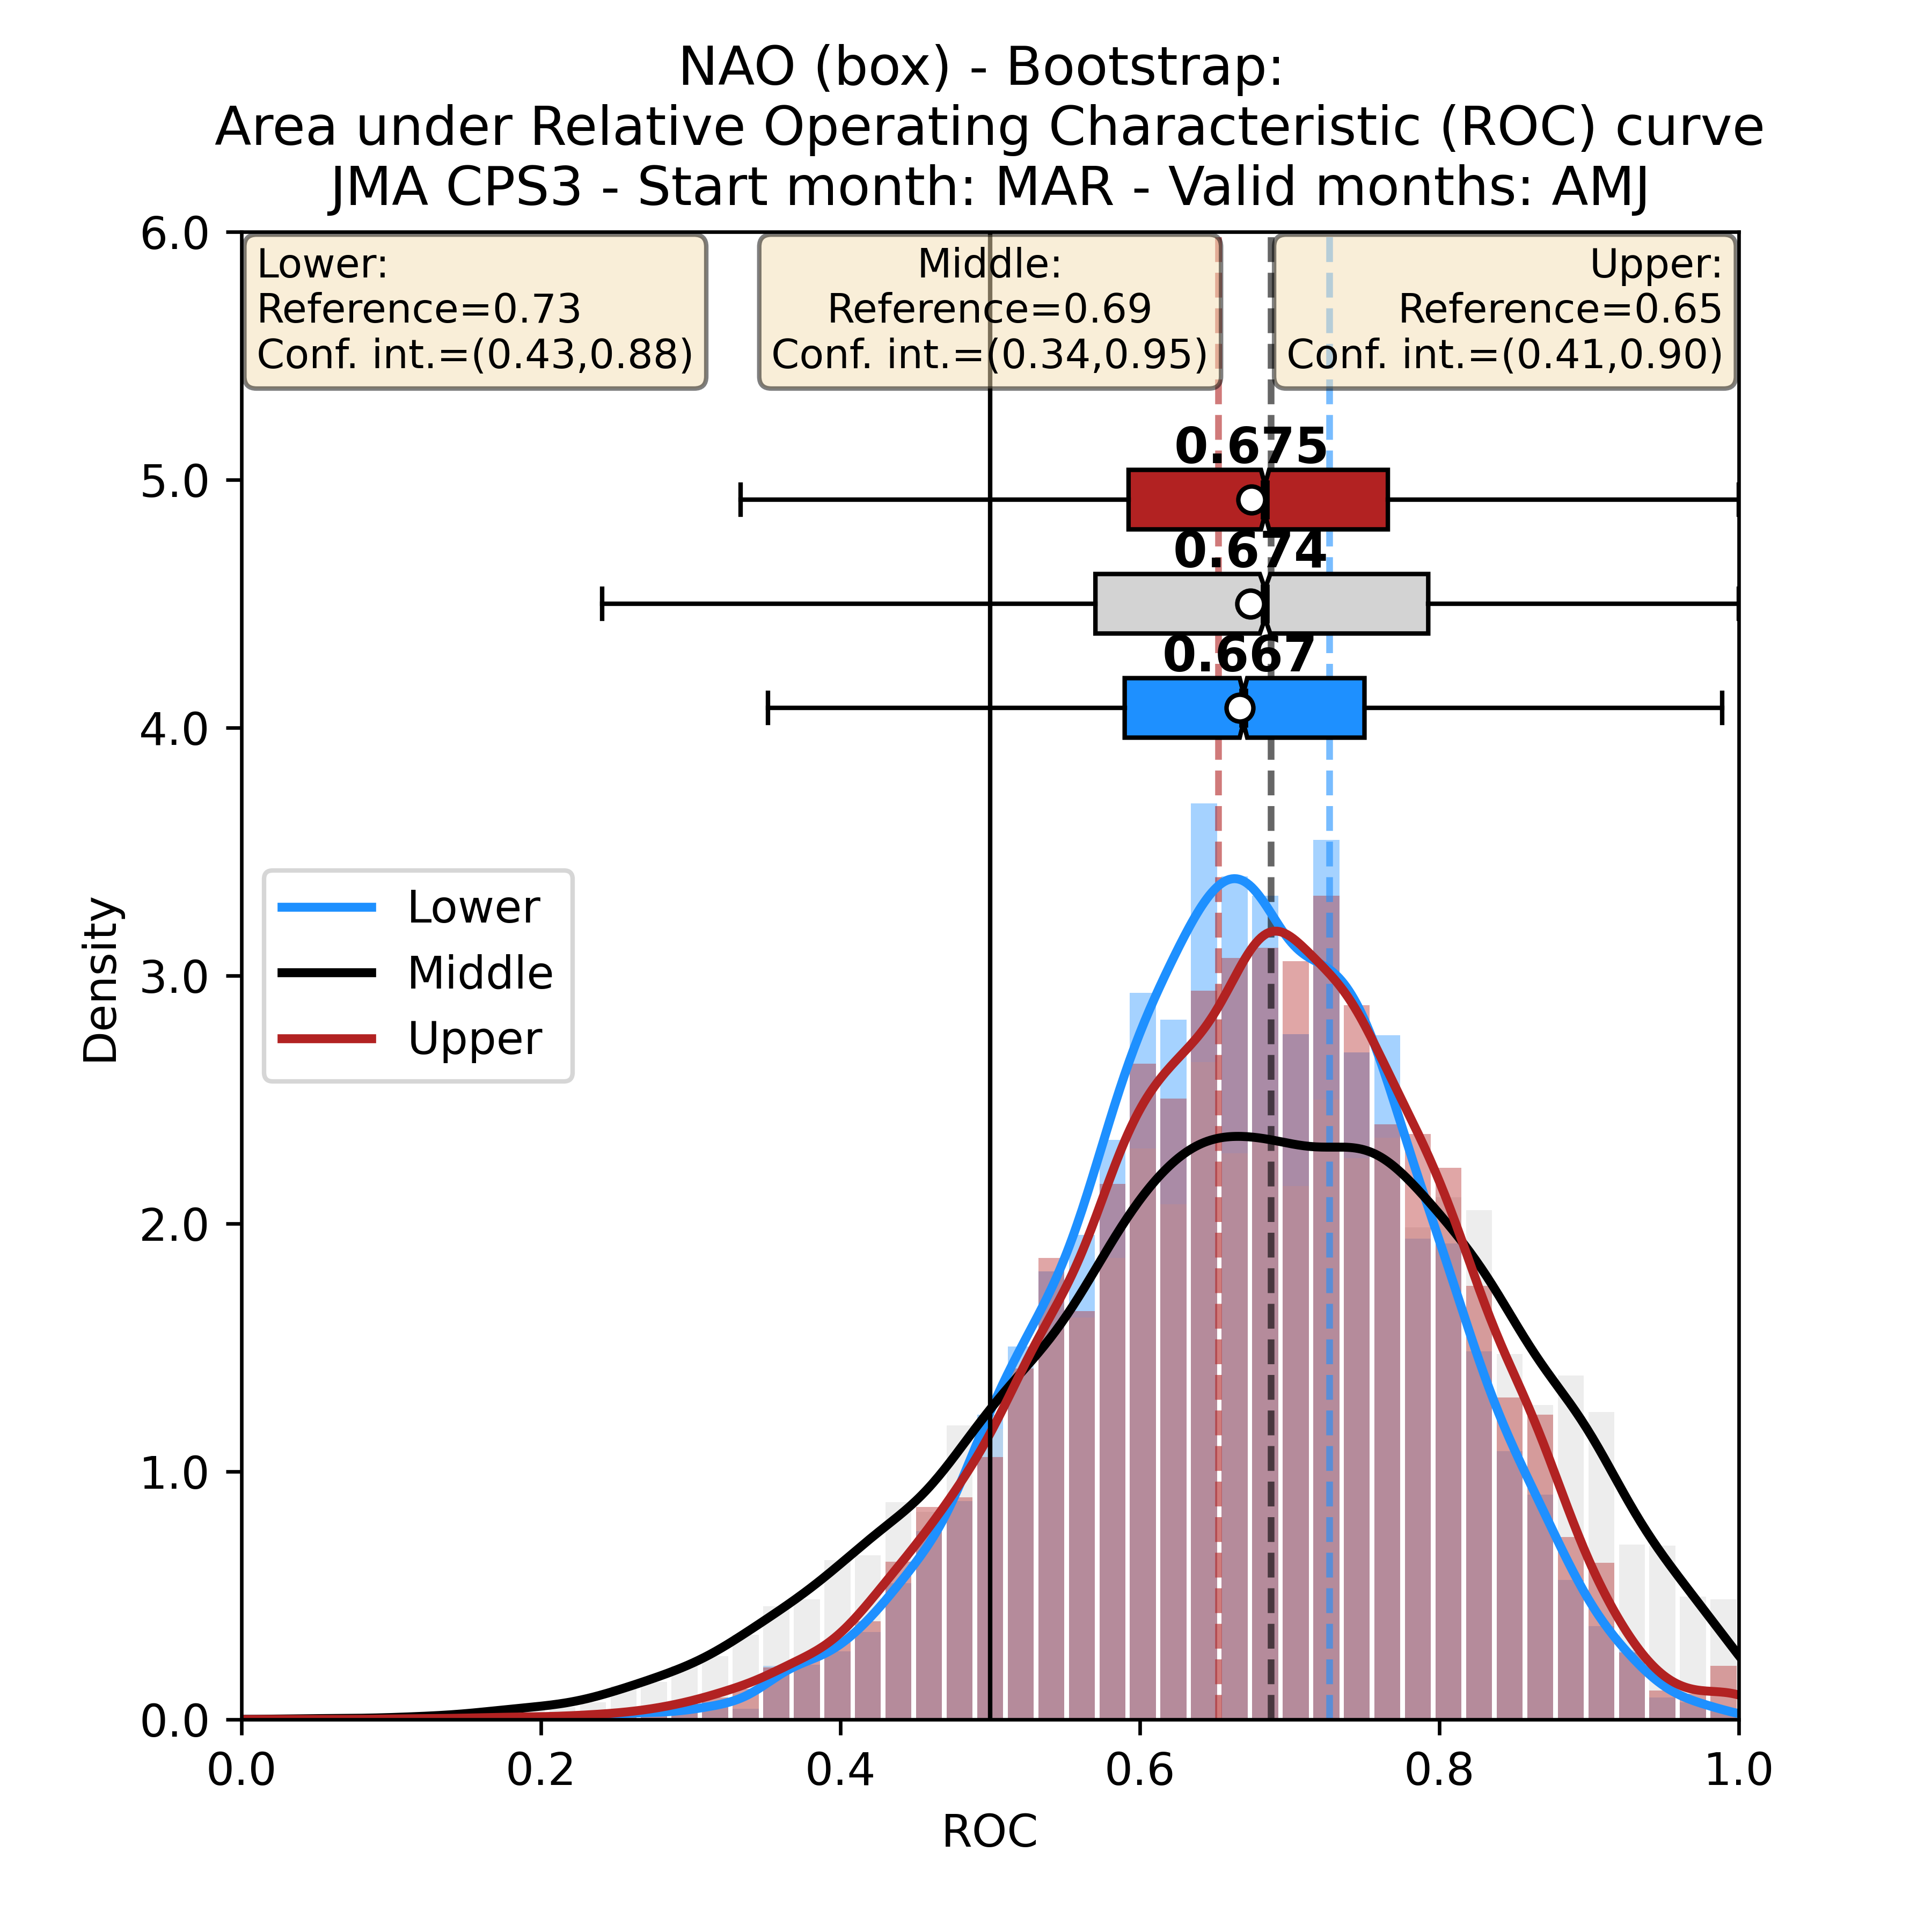 NAO (box) - Bootstrap:
Area under Relative Operating Characteristic (ROC) curve
JMA CPS3 - Start month: MAR - Valid months: AMJ
Lower:
Reference=0.73
Conf. int.=(0.43,0.88)
Middle:
Reference=0.69
Conf. int.=(0.34,0.95)
Upper:
Reference=0.65
Conf. int.=(0.41,0.90)
0.675
0.674
0.667
Lower
Middle
Upper
Density
6.0
5.0
4.0
3.0
2.0
1.0
0.0
0.0 0.2 0.4 0.6 0.8 1.0
ROC